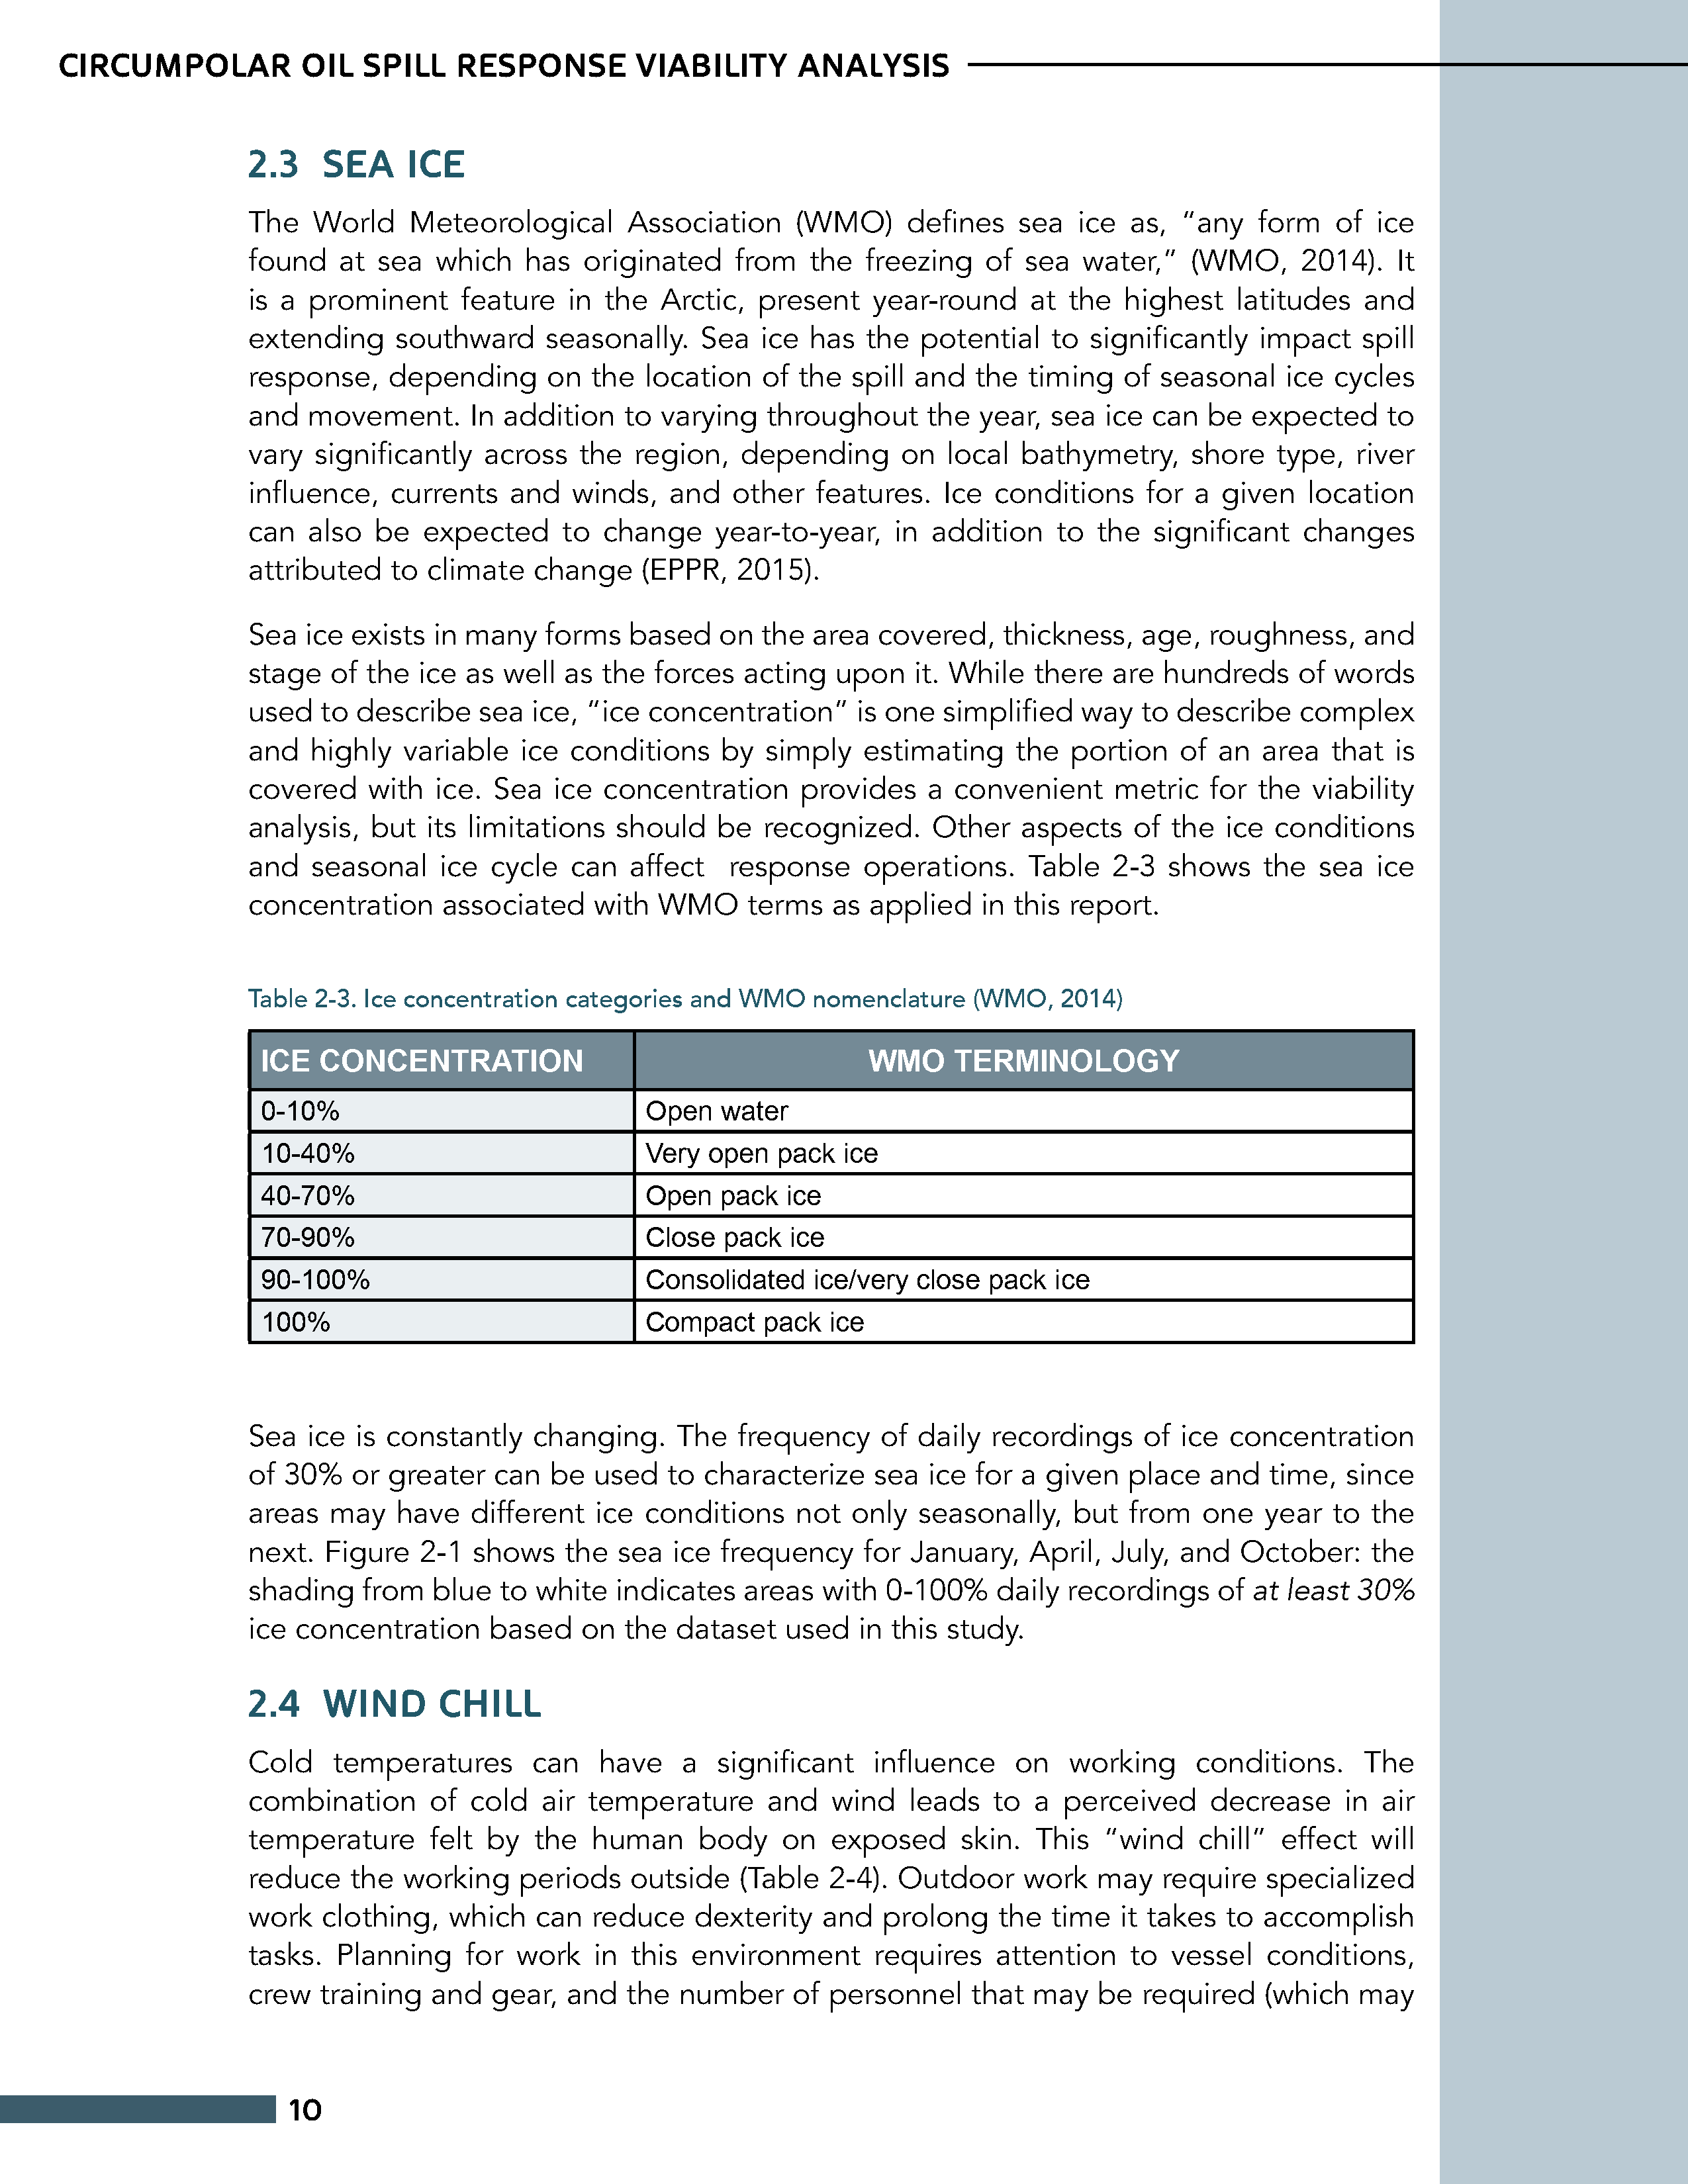 CIRCUMPOLAR OIL SPILL RESPONSE VIABILITY ANALYSIS
2.3 SEA ICE
The World Meteorological Association (WMO) defines sea ice as, “any form of ice
found at sea which has originated from the freezing of sea water,” (WMO, 2014). It
is a prominent feature in the Arctic, present year-round at the highest latitudes and
extending southward seasonally. Sea ice has the potential to significantly impact spill
response, depending on the location of the spill and the timing of seasonal ice cycles
and movement. In addition to varying throughout the year, sea ice can be expected to
vary significantly across the region, depending on local bathymetry, shore type, river
influence, currents and winds, and other features. Ice conditions for a given location
can also be expected to change year-to-year, in addition to the significant changes
attributed to climate change (EPPR, 2015).
Sea ice exists in many forms based on the area covered, thickness, age, roughness, and
stage of the ice as well as the forces acting upon it. While there are hundreds of words
used to describe sea ice, “ice concentration” is one simplified way to describe complex
and highly variable ice conditions by simply estimating the portion of an area that is
covered with ice. Sea ice concentration provides a convenient metric for the viability
analysis, but its limitations should be recognized. Other aspects of the ice conditions
and seasonal ice cycle can affect response operations. Table 2-3 shows the sea ice
concentration associated with WMO terms as applied in this report.
Table 2-3. Ice concentration categories and WMO nomenclature (WMO, 2014)
ICE CONCENTRATION WMO TERMINOLOGY
0-10% Open water
10-40% Very open pack ice
40-70% Open pack ice
70-90% Close pack ice
90-100% Consolidated ice/very close pack ice
100% Compact pack ice
Sea ice is constantly changing. The frequency of daily recordings of ice concentration
of 30% or greater can be used to characterize sea ice for a given place and time, since
areas may have different ice conditions not only seasonally, but from one year to the
next. Figure 2-1 shows the sea ice frequency for January, April, July, and October: the
shading from blue to white indicates areas with 0-100% daily recordings of at least 30%
ice concentration based on the dataset used in this study.
2.4 WIND CHILL
Cold temperatures can have a significant influence on working conditions. The
combination of cold air temperature and wind leads to a perceived decrease in air
temperature felt by the human body on exposed skin. This “wind chill” effect will
reduce the working periods outside (Table 2-4). Outdoor work may require specialized
work clothing, which can reduce dexterity and prolong the time it takes to accomplish
tasks. Planning for work in this environment requires attention to vessel conditions,
crew training and gear, and the number of personnel that may be required (which may
10